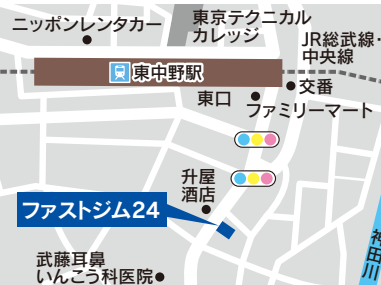 ニッポンレンタカー
東京テクニカル
カレッジ
JR総武線・
中央線
東中野駅
交番
東口
ファミリーマート
升屋
酒店
ファストジム24
神田川
武藤耳鼻
いんこう科医院